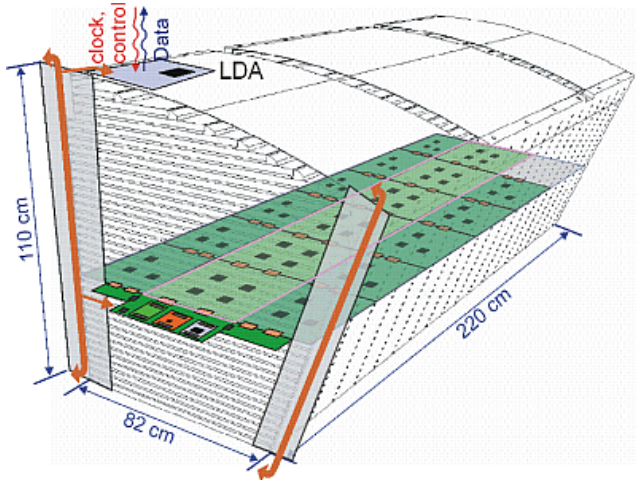 clock,
control
Data
LDA
110 cm
82 cm
220 cm